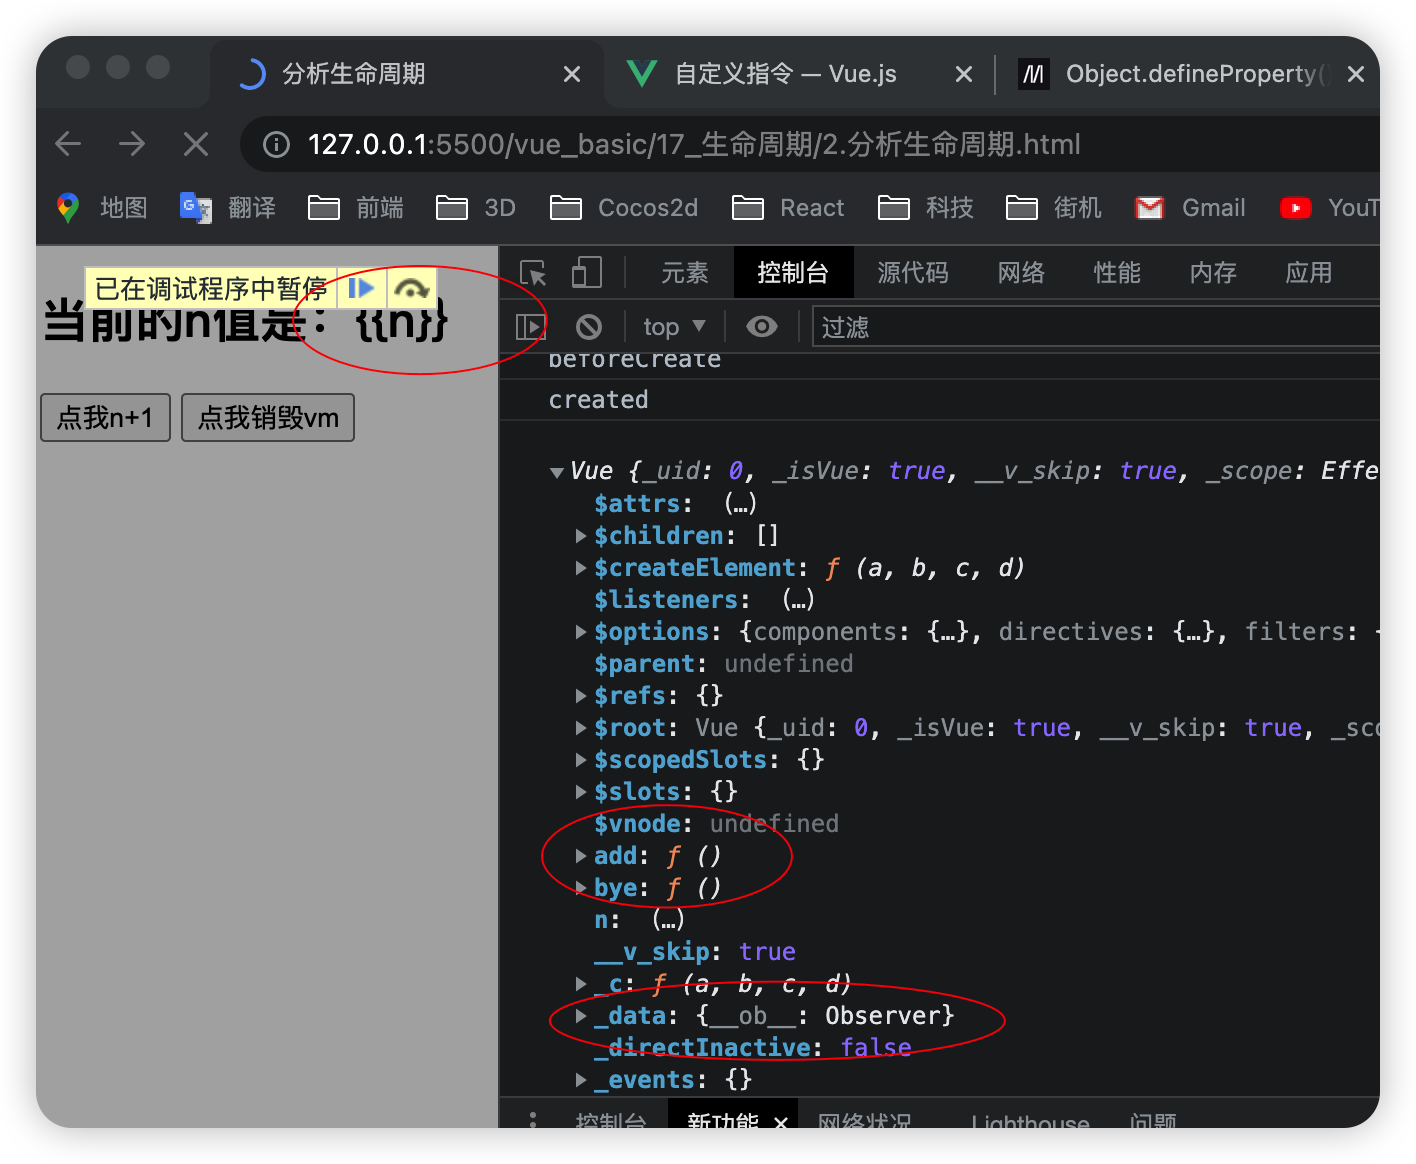 分析生命周期
自定义指令 — Vue.js
Object.defineProperty()
127.0.0.1:5500/vue_basic/17_生命周期/2.分析生命周期.html
地图 翻译 前端 3D Cocos2d React 科技 街机 Gmail YouT
已在调试程序中暂停
当前的n值是：{{n}}
点我n+1 点我销毁vm
元素 控制台 源代码 网络 性能 内存 应用
top ▼ 过滤
beforeCreate
created
Vue {_uid: 0, _isVue: true, __v_skip: true, _scope: Effe
$attrs: (…)
$children: []
$createElement: ƒ (a, b, c, d)
$listeners: (…)
$options: {components: {…}, directives: {…}, filters: {
$parent: undefined
$refs: {}
$root: Vue {_uid: 0, _isVue: true, __v_skip: true, _sco
$scopedSlots: {}
$slots: {}
$vnode: undefined
add: ƒ ()
bye: ƒ ()
n: (…)
__v_skip: true
_c: ƒ (a, b, c, d)
_data: {__ob__: Observer}
_directInactive: false
_events: {}
控制台 新功能 网络状况 Lighthouse 问题